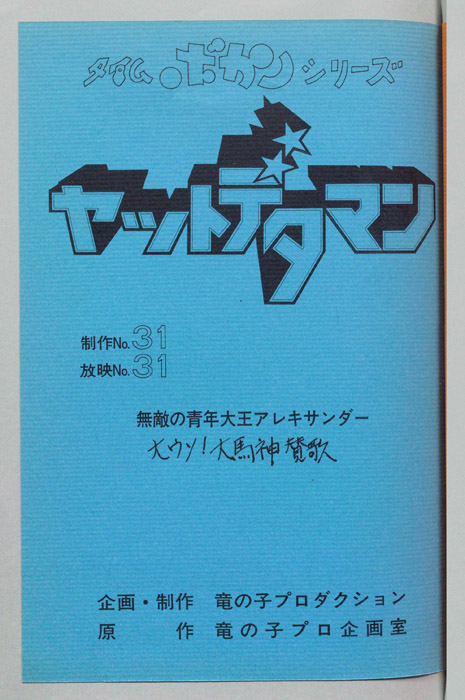 タイムボカンシリーズ
ヤットデタマン
制作No.31
放映No.31
無敵の青年大王アレキサンダー
大ウソ!大馬神賛歌
企画・制作 竜の子プロダクション
原 作 竜の子プロ企画室